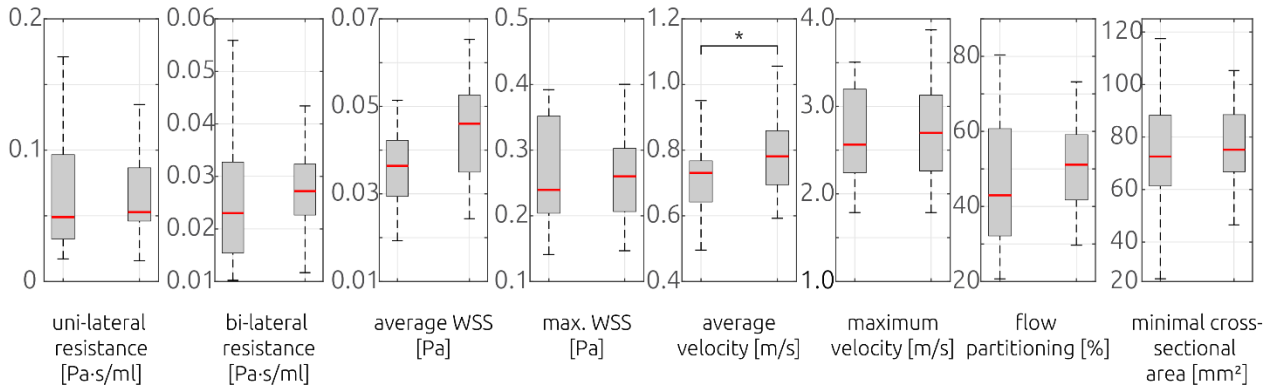 0.2
0.1
0
uni-lateral
resistance
[Pa·s/ml]
0.06
0.05
0.04
0.03
0.02
0.01
bi-lateral
resistance
[Pa·s/ml]
0.07
0.05
0.03
0.01
average WSS
[Pa]
0.5
0.4
0.3
0.2
0.1
max. WSS
[Pa]
1.2
1.0
0.8
0.6
0.4
*
average
velocity [m/s]
4.0
3.0
2.0
1.0
maximum
velocity [m/s]
80
60
40
20
flow
partitioning [%]
120
100
80
60
40
20
minimal cross-
sectional
area [mm²]